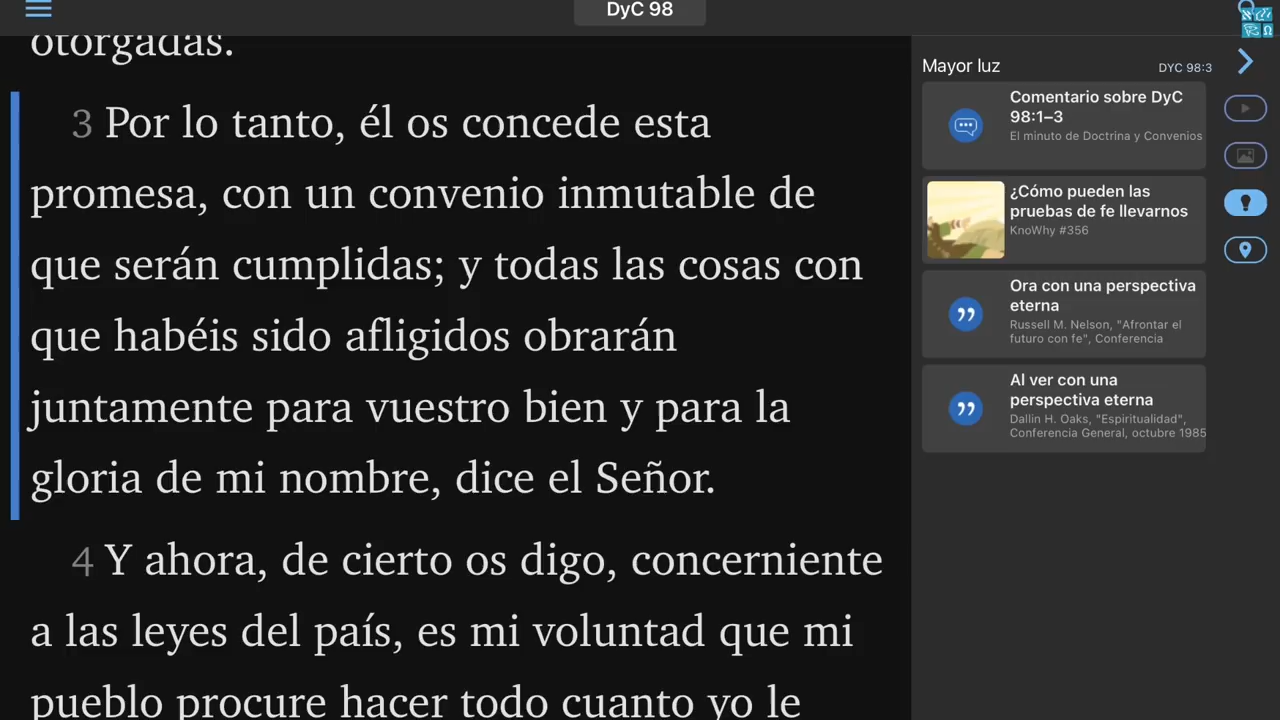 DyC 98
otorgadas.
3 Por lo tanto, él os concede esta
promesa, con un convenio inmutable de
que serán cumplidas; y todas las cosas con
que habéis sido afligidos obrarán
juntamente para vuestro bien y para la
gloria de mi nombre, dice el Señor.
4 Y ahora, de cierto os digo, concerniente
a las leyes del país, es mi voluntad que mi
pueblo procure hacer todo cuanto yo le
Mayor luz
DYC 98:3
Comentario sobre DyC
98:1–3
El minuto de Doctrina y Convenios
¿Cómo pueden las
pruebas de fe llevarnos
KnoWhy #356
Ora con una perspectiva
eterna
Russell M. Nelson, "Afrontar el
futuro con fe", Conferencia
Al ver con una
perspectiva eterna
Dallin H. Oaks, "Espiritualidad",
Conferencia General, octubre 1985